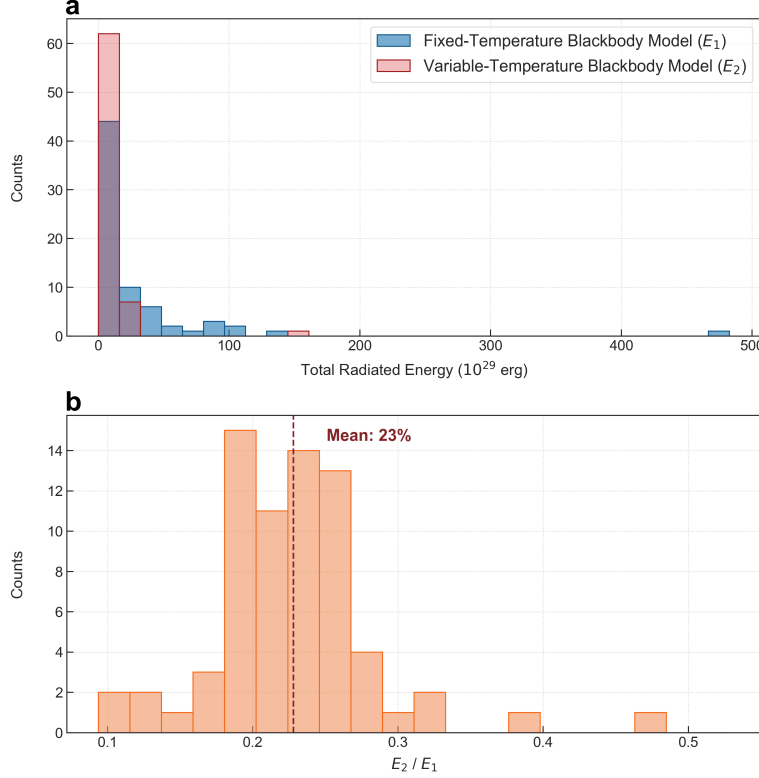 a
60
50
40
30
20
10
0
Counts
Fixed-Temperature Blackbody Model (E₁)
Variable-Temperature Blackbody Model (E₂)
0 100 200 300 400 500
Total Radiated Energy (10²⁹ erg)
b
14
12
10
8
6
4
2
0
Counts
Mean: 23%
0.1 0.2 0.3 0.4 0.5
E₂ / E₁